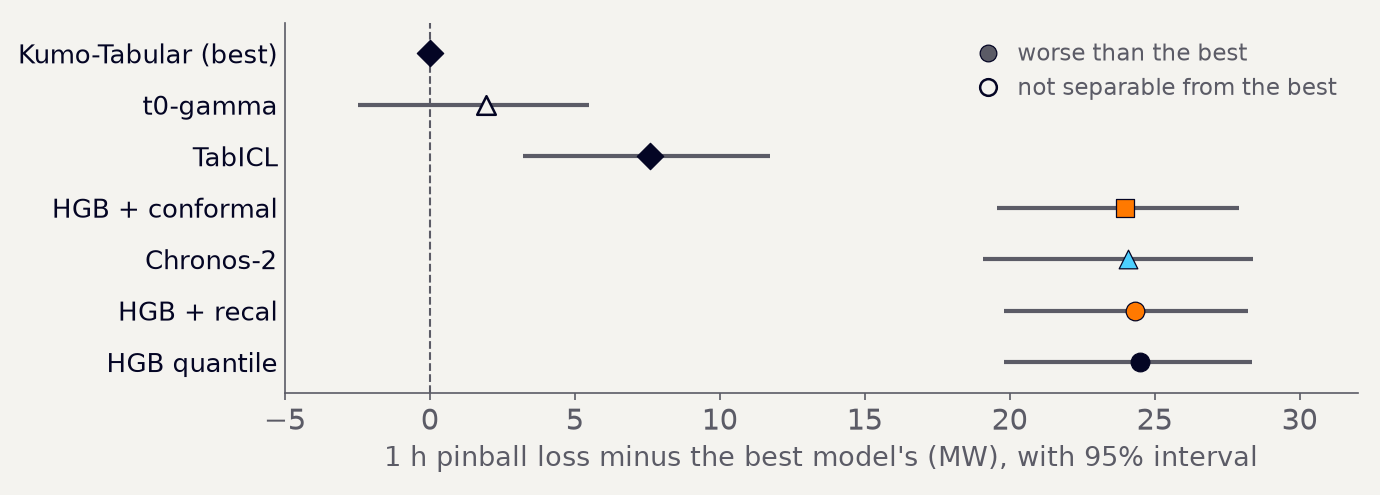 Kumo-Tabular (best)
t0-gamma
TabICL
HGB + conformal
Chronos-2
HGB + recal
HGB quantile
worse than the best
not separable from the best
−5 0 5 10 15 20 25 30
1 h pinball loss minus the best model's (MW), with 95% interval